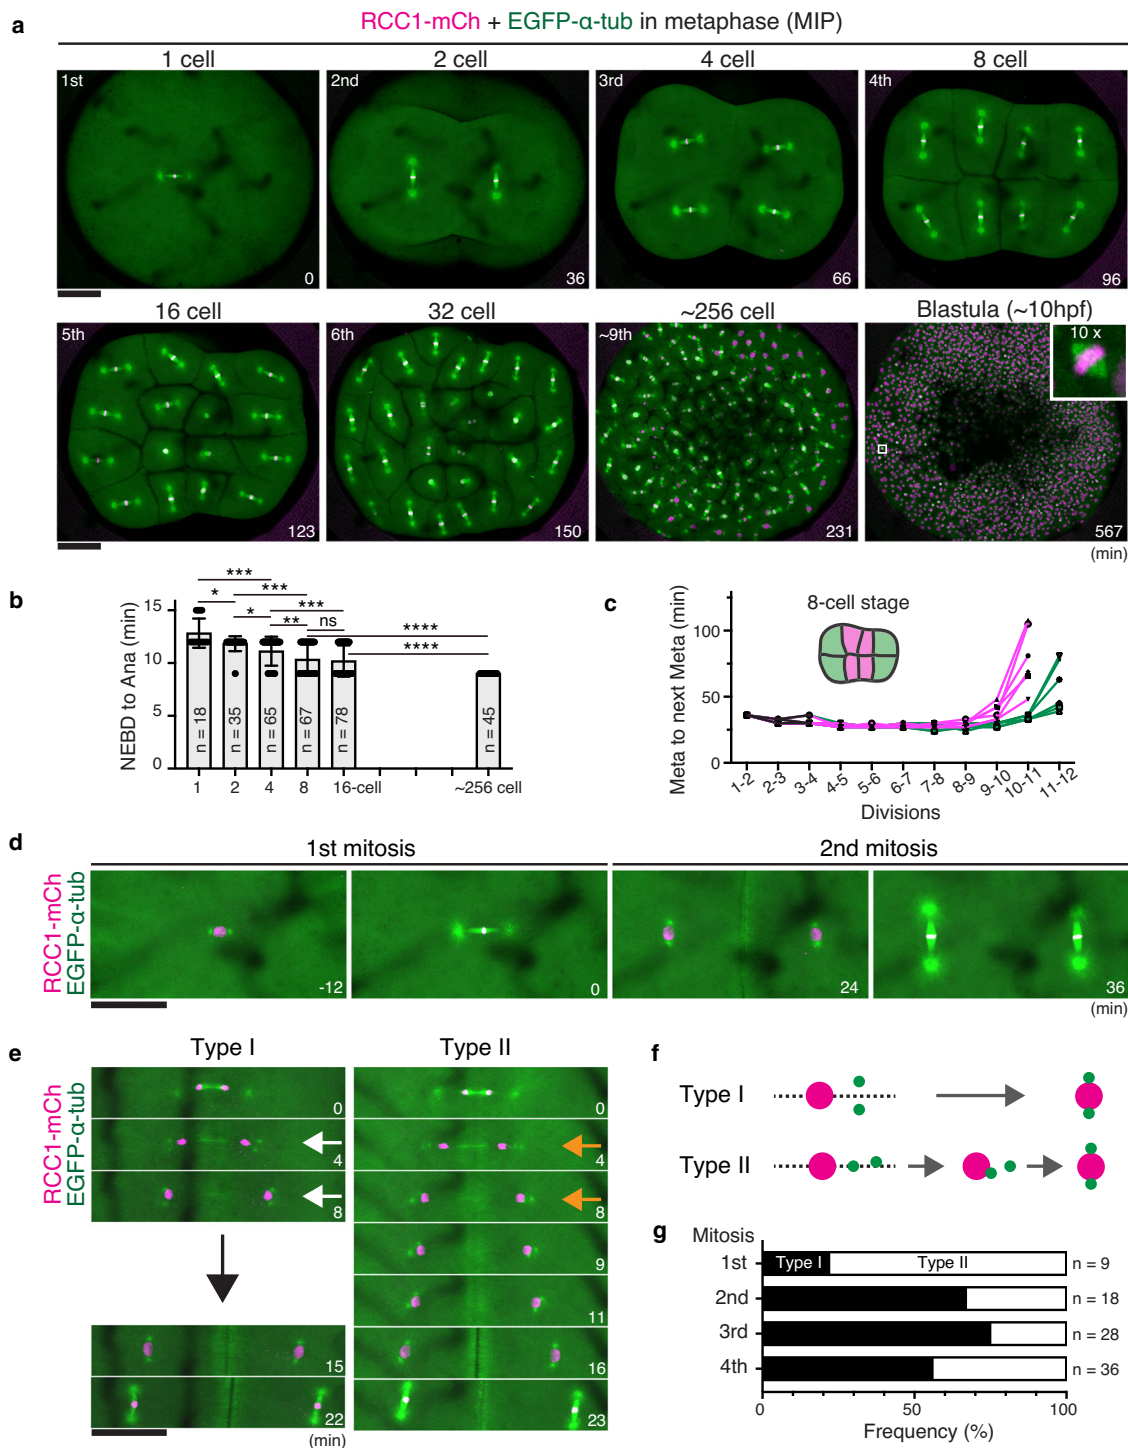 a
RCC1-mCh + EGFP-α-tub in metaphase (MIP)
1 cell
2 cell
4 cell
8 cell
1st
2nd
3rd
4th
0
36
66
96
16 cell
32 cell
~256 cell
Blastula (~10hpf)
5th
6th
~9th
10 x
123
150
231
567
(min)
b
NEBD to Ana (min)
15
10
5
0
***
*
***
*
***
**
ns
****
****
n = 18
n = 35
n = 65
n = 67
n = 78
n = 45
1
2
4
8
16-cell
~256 cell
c
8-cell stage
Meta to next Meta (min)
100
50
0
1-2
2-3
3-4
4-5
5-6
6-7
7-8
8-9
9-10
10-11
11-12
Divisions
d
1st mitosis
2nd mitosis
RCC1-mCh
EGFP-α-tub
-12
0
24
36
(min)
e
Type I
Type II
RCC1-mCh
EGFP-α-tub
0
4
8
15
22
(min)
0
4
8
9
11
16
23
f
Type I
Type II
g
Mitosis
1st
Type I
Type II
n = 9
2nd
n = 18
3rd
n = 28
4th
n = 36
0
50
100
Frequency (%)